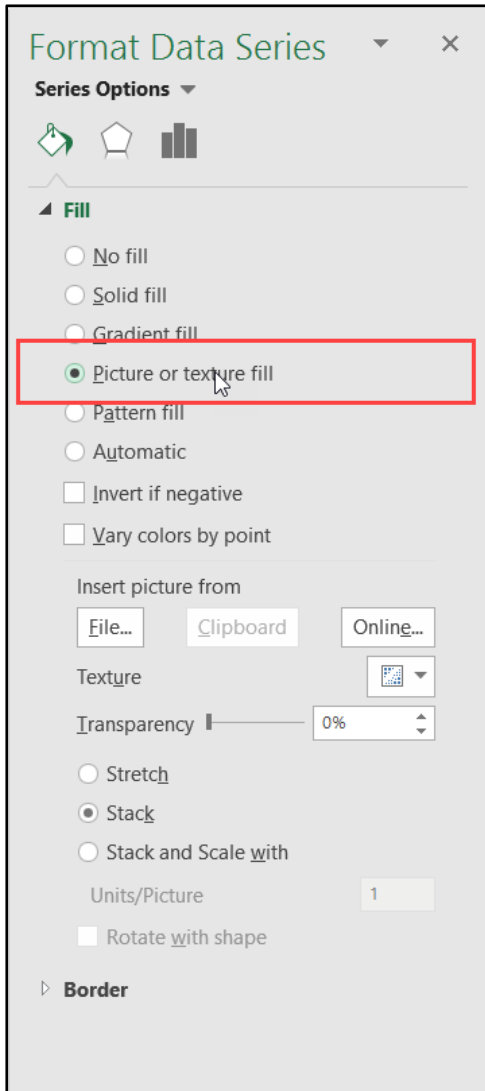 Format Data Series
Series Options
Fill
No fill
Solid fill
Gradient fill
Picture or texture fill
Pattern fill
Automatic
Invert if negative
Vary colors by point
Insert picture from
File... Clipboard Online...
Texture
Transparency 0%
Stretch
Stack
Stack and Scale with
Units/Picture 1
Rotate with shape
Border